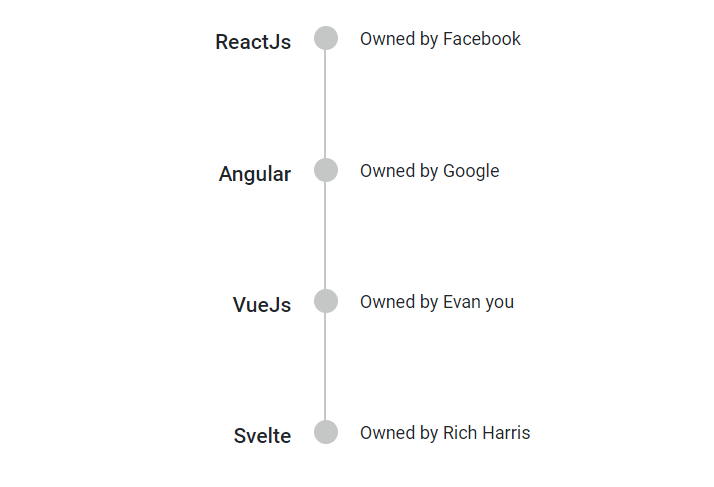 ReactJs
Owned by Facebook
Angular
Owned by Google
VueJs
Owned by Evan you
Svelte
Owned by Rich Harris